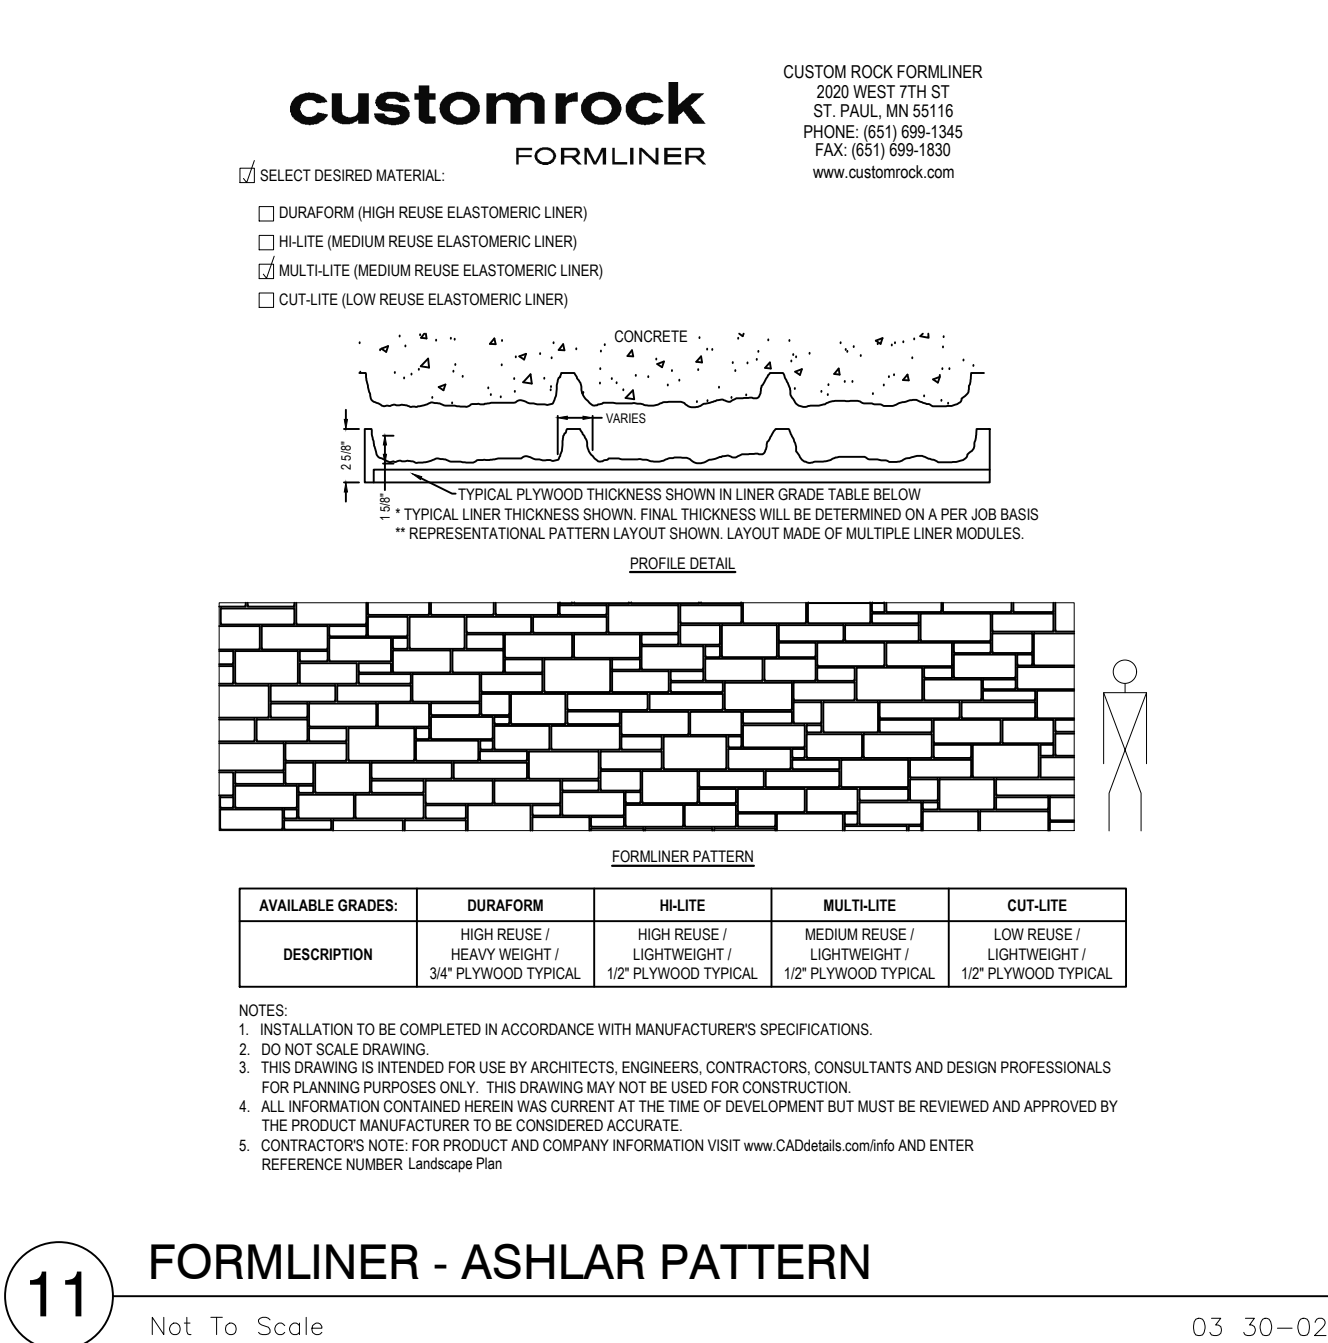 customrock
FORMLINER
CUSTOM ROCK FORMLINER
2020 WEST 7TH ST
ST. PAUL, MN 55116
PHONE: (651) 699-1345
FAX: (651) 699-1830
www.customrock.com
SELECT DESIRED MATERIAL:
DURAFORM (HIGH REUSE ELASTOMERIC LINER)
HI-LITE (MEDIUM REUSE ELASTOMERIC LINER)
MULTI-LITE (MEDIUM REUSE ELASTOMERIC LINER)
CUT-LITE (LOW REUSE ELASTOMERIC LINER)
CONCRETE
VARIES
2 5/8"
1 5/8"
TYPICAL PLYWOOD THICKNESS SHOWN IN LINER GRADE TABLE BELOW
* TYPICAL LINER THICKNESS SHOWN. FINAL THICKNESS WILL BE DETERMINED ON A PER JOB BASIS
** REPRESENTATIONAL PATTERN LAYOUT SHOWN. LAYOUT MADE OF MULTIPLE LINER MODULES.
PROFILE DETAIL
FORMLINER PATTERN
AVAILABLE GRADES: DURAFORM HI-LITE MULTI-LITE CUT-LITE
HIGH REUSE / HIGH REUSE / MEDIUM REUSE / LOW REUSE /
DESCRIPTION HEAVY WEIGHT / LIGHTWEIGHT / LIGHTWEIGHT / LIGHTWEIGHT /
3/4" PLYWOOD TYPICAL 1/2" PLYWOOD TYPICAL 1/2" PLYWOOD TYPICAL 1/2" PLYWOOD TYPICAL
NOTES:
1. INSTALLATION TO BE COMPLETED IN ACCORDANCE WITH MANUFACTURER'S SPECIFICATIONS.
2. DO NOT SCALE DRAWING.
3. THIS DRAWING IS INTENDED FOR USE BY ARCHITECTS, ENGINEERS, CONTRACTORS, CONSULTANTS AND DESIGN PROFESSIONALS
FOR PLANNING PURPOSES ONLY. THIS DRAWING MAY NOT BE USED FOR CONSTRUCTION.
4. ALL INFORMATION CONTAINED HEREIN WAS CURRENT AT THE TIME OF DEVELOPMENT BUT MUST BE REVIEWED AND APPROVED BY
THE PRODUCT MANUFACTURER TO BE CONSIDERED ACCURATE.
5. CONTRACTOR'S NOTE: FOR PRODUCT AND COMPANY INFORMATION VISIT www.CADdetails.com/info AND ENTER
REFERENCE NUMBER Landscape Plan
11
FORMLINER - ASHLAR PATTERN
Not To Scale
03 30-02